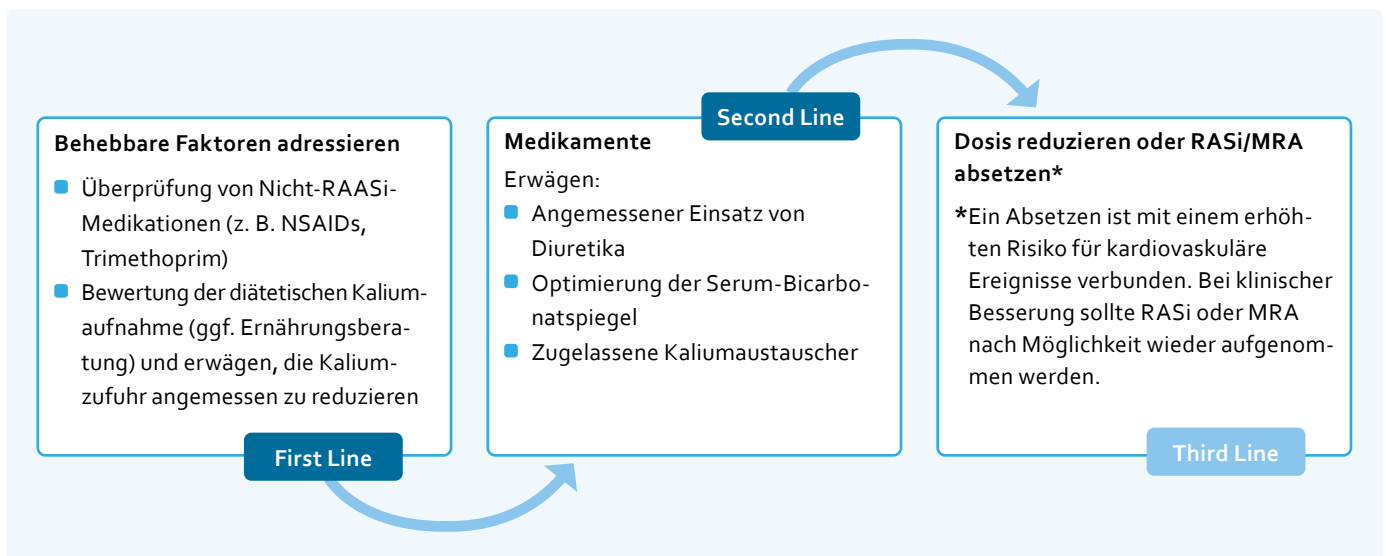 Behebbare Faktoren adressieren
Überprüfung von Nicht-RAASi-
Medikationen (z. B. NSAIDs,
Trimethoprim)
Bewertung der diätetischen Kalium-
aufnahme (ggf. Ernährungsbera-
tung) und erwägen, die Kalium-
zufuhr angemessen zu reduzieren
First Line
Second Line
Medikamente
Erwägen:
Angemessener Einsatz von
Diuretika
Optimierung der Serum-Bicarbo-
natspiegel
Zugelassene Kaliumaustauscher
Dosis reduzieren oder RASi/MRA
absetzen*
*Ein Absetzen ist mit einem erhöh-
ten Risiko für kardiovaskuläre
Ereignisse verbunden. Bei klinischer
Besserung sollte RASi oder MRA
nach Möglichkeit wieder aufgenom-
men werden.
Third Line